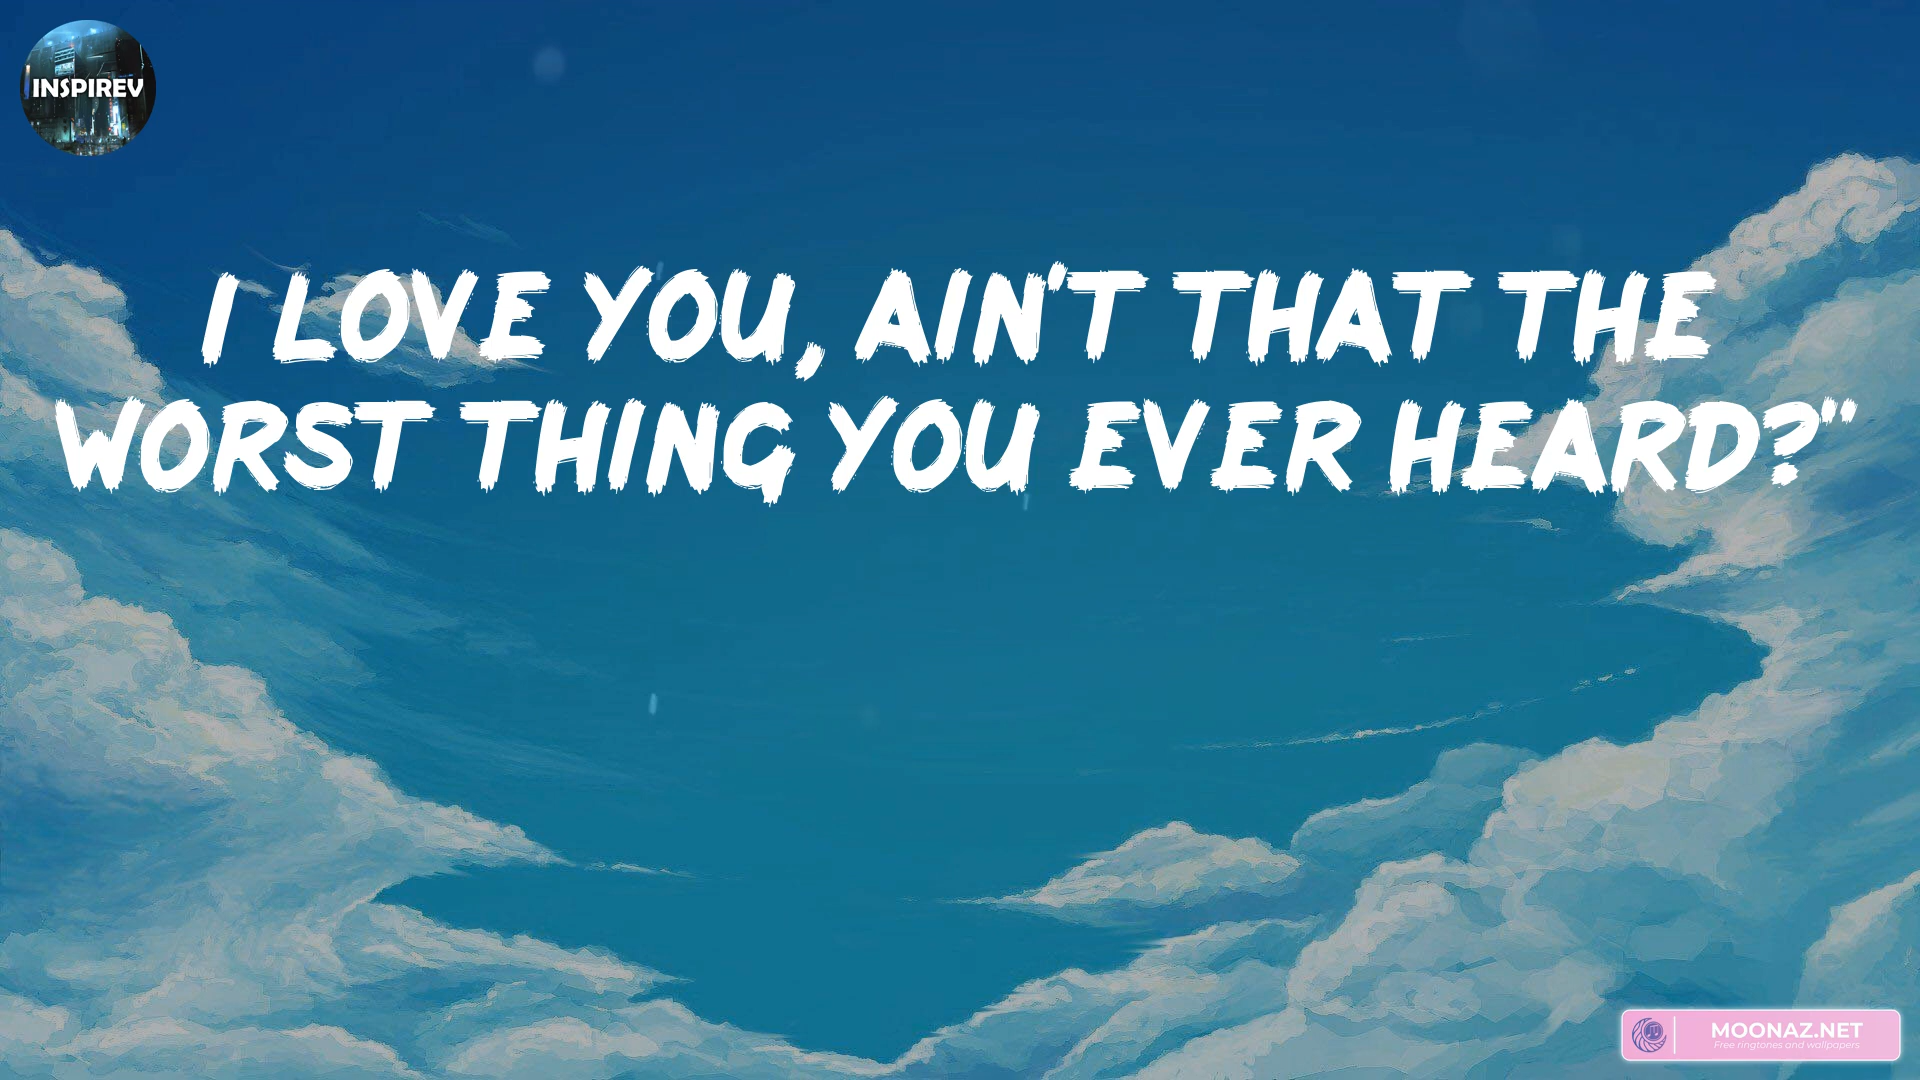 INSPIREV
I LOVE YOU, AIN'T THAT THE
WORST THING YOU EVER HEARD?"
MOONAZ.NET
Free ringtones and wallpapers